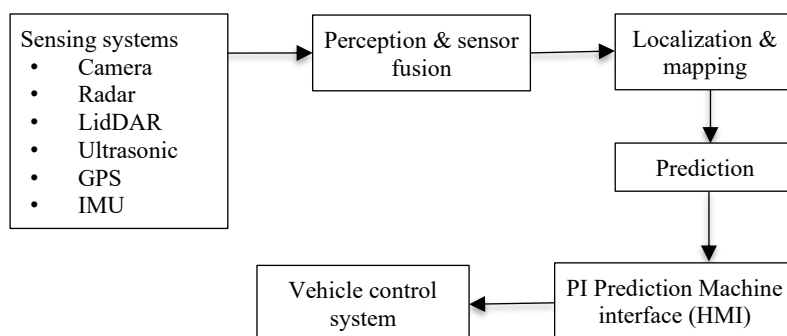 Sensing systems
• Camera
• Radar
• LidDAR
• Ultrasonic
• GPS
• IMU
Perception & sensor
fusion
Localization &
mapping
Prediction
PI Prediction Machine
interface (HMI)
Vehicle control
system